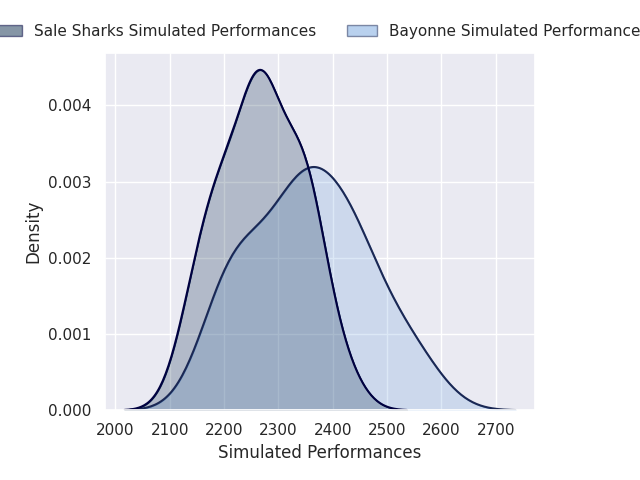 Sale Sharks Simulated Performances Bayonne Simulated Performance
0.004
0.003
Density
0.002
0.001
0.000
2000 2100 2200 2300 2400 2500 2600 2700
Simulated Performances